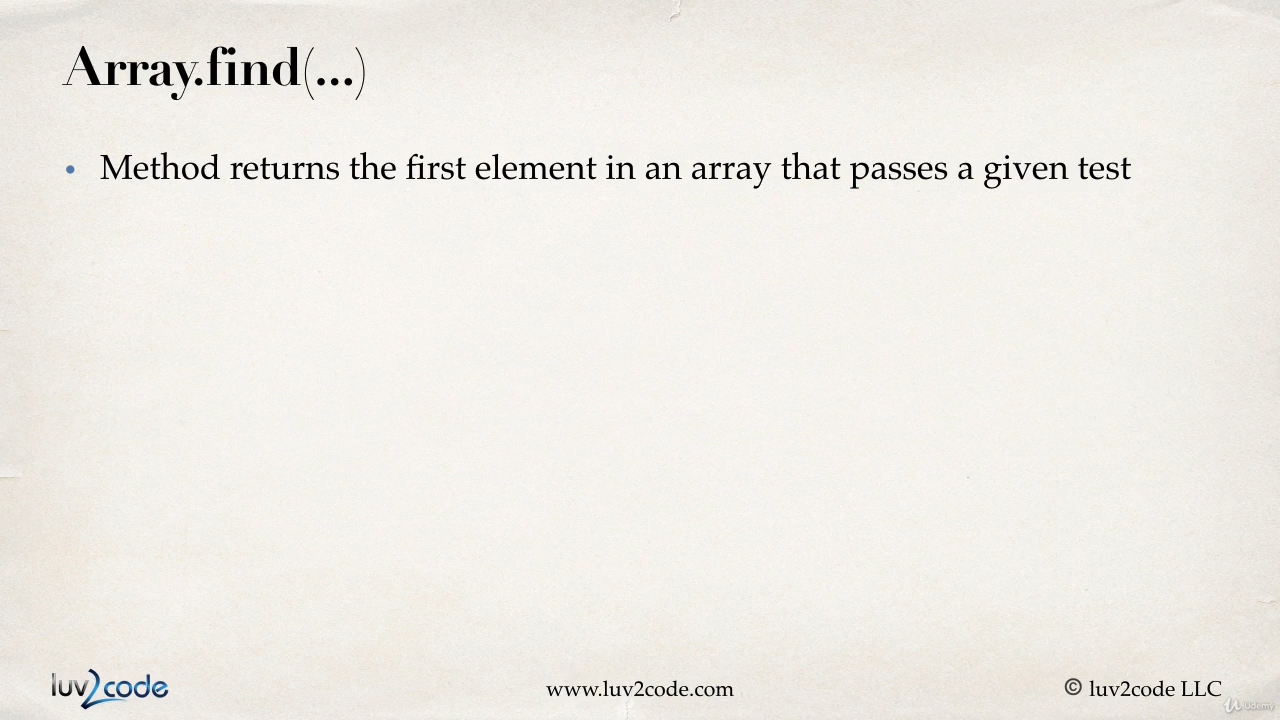 Array.find(...)
• Method returns the first element in an array that passes a given test
luv2code
www.luv2code.com
© luv2code LLC
Udemy